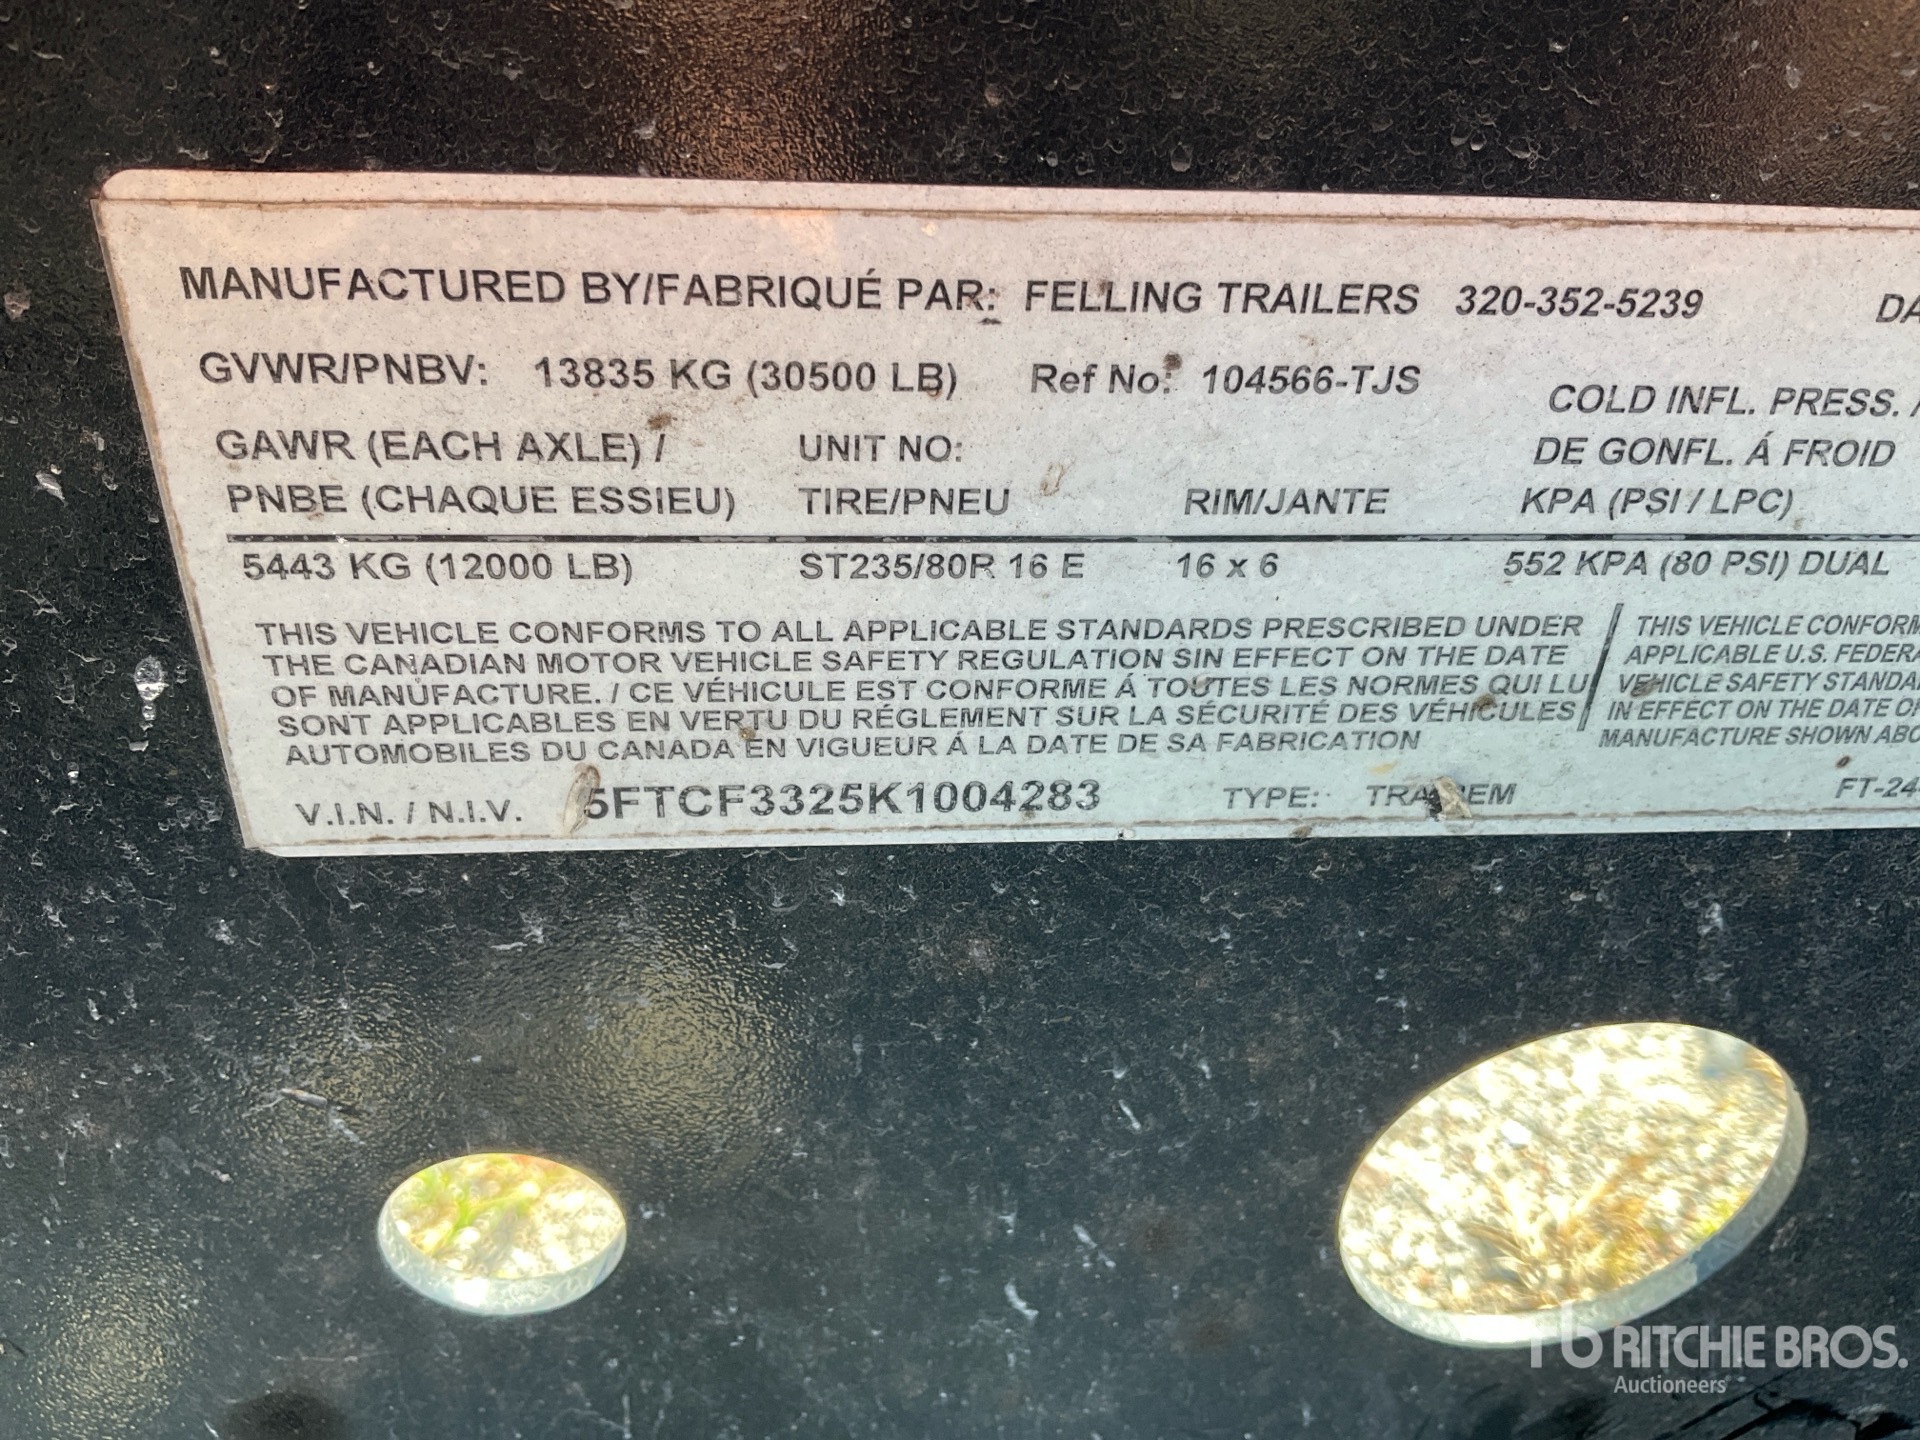 MANUFACTURED BY/FABRIQUÉ PAR: FELLING TRAILERS 320-352-5239 DA
GVWR/PNBV: 13835 KG (30500 LB) Ref No: 104566-TJS
COLD INFL. PRESS. /
GAWR (EACH AXLE) / UNIT NO: DE GONFL. Á FROID
PNBE (CHAQUE ESSIEU) TIRE/PNEU RIM/JANTE KPA (PSI / LPC)
5443 KG (12000 LB) ST235/80R 16 E 16 x 6 552 KPA (80 PSI) DUAL
THIS VEHICLE CONFORMS TO ALL APPLICABLE STANDARDS PRESCRIBED UNDER
THE CANADIAN MOTOR VEHICLE SAFETY REGULATION SIN EFFECT ON THE DATE
OF MANUFACTURE. / CE VÉHICULE EST CONFORME Á TOUTES LES NORMES QUI LUI
SONT APPLICABLES EN VERTU DU RÉGLEMENT SUR LA SÉCURITÉ DES VÉHICULES
AUTOMOBILES DU CANADA EN VIGUEUR Á LA DATE DE SA FABRICATION
THIS VEHICLE CONFORM
APPLICABLE U.S. FEDERA
VEHICLE SAFETY STANDA
IN EFFECT ON THE DATE O
MANUFACTURE SHOWN ABO
V.I.N. / N.I.V. 5FTCF3325K1004283 TYPE: FT-24
RITCHIE BROS.
Auctioneers